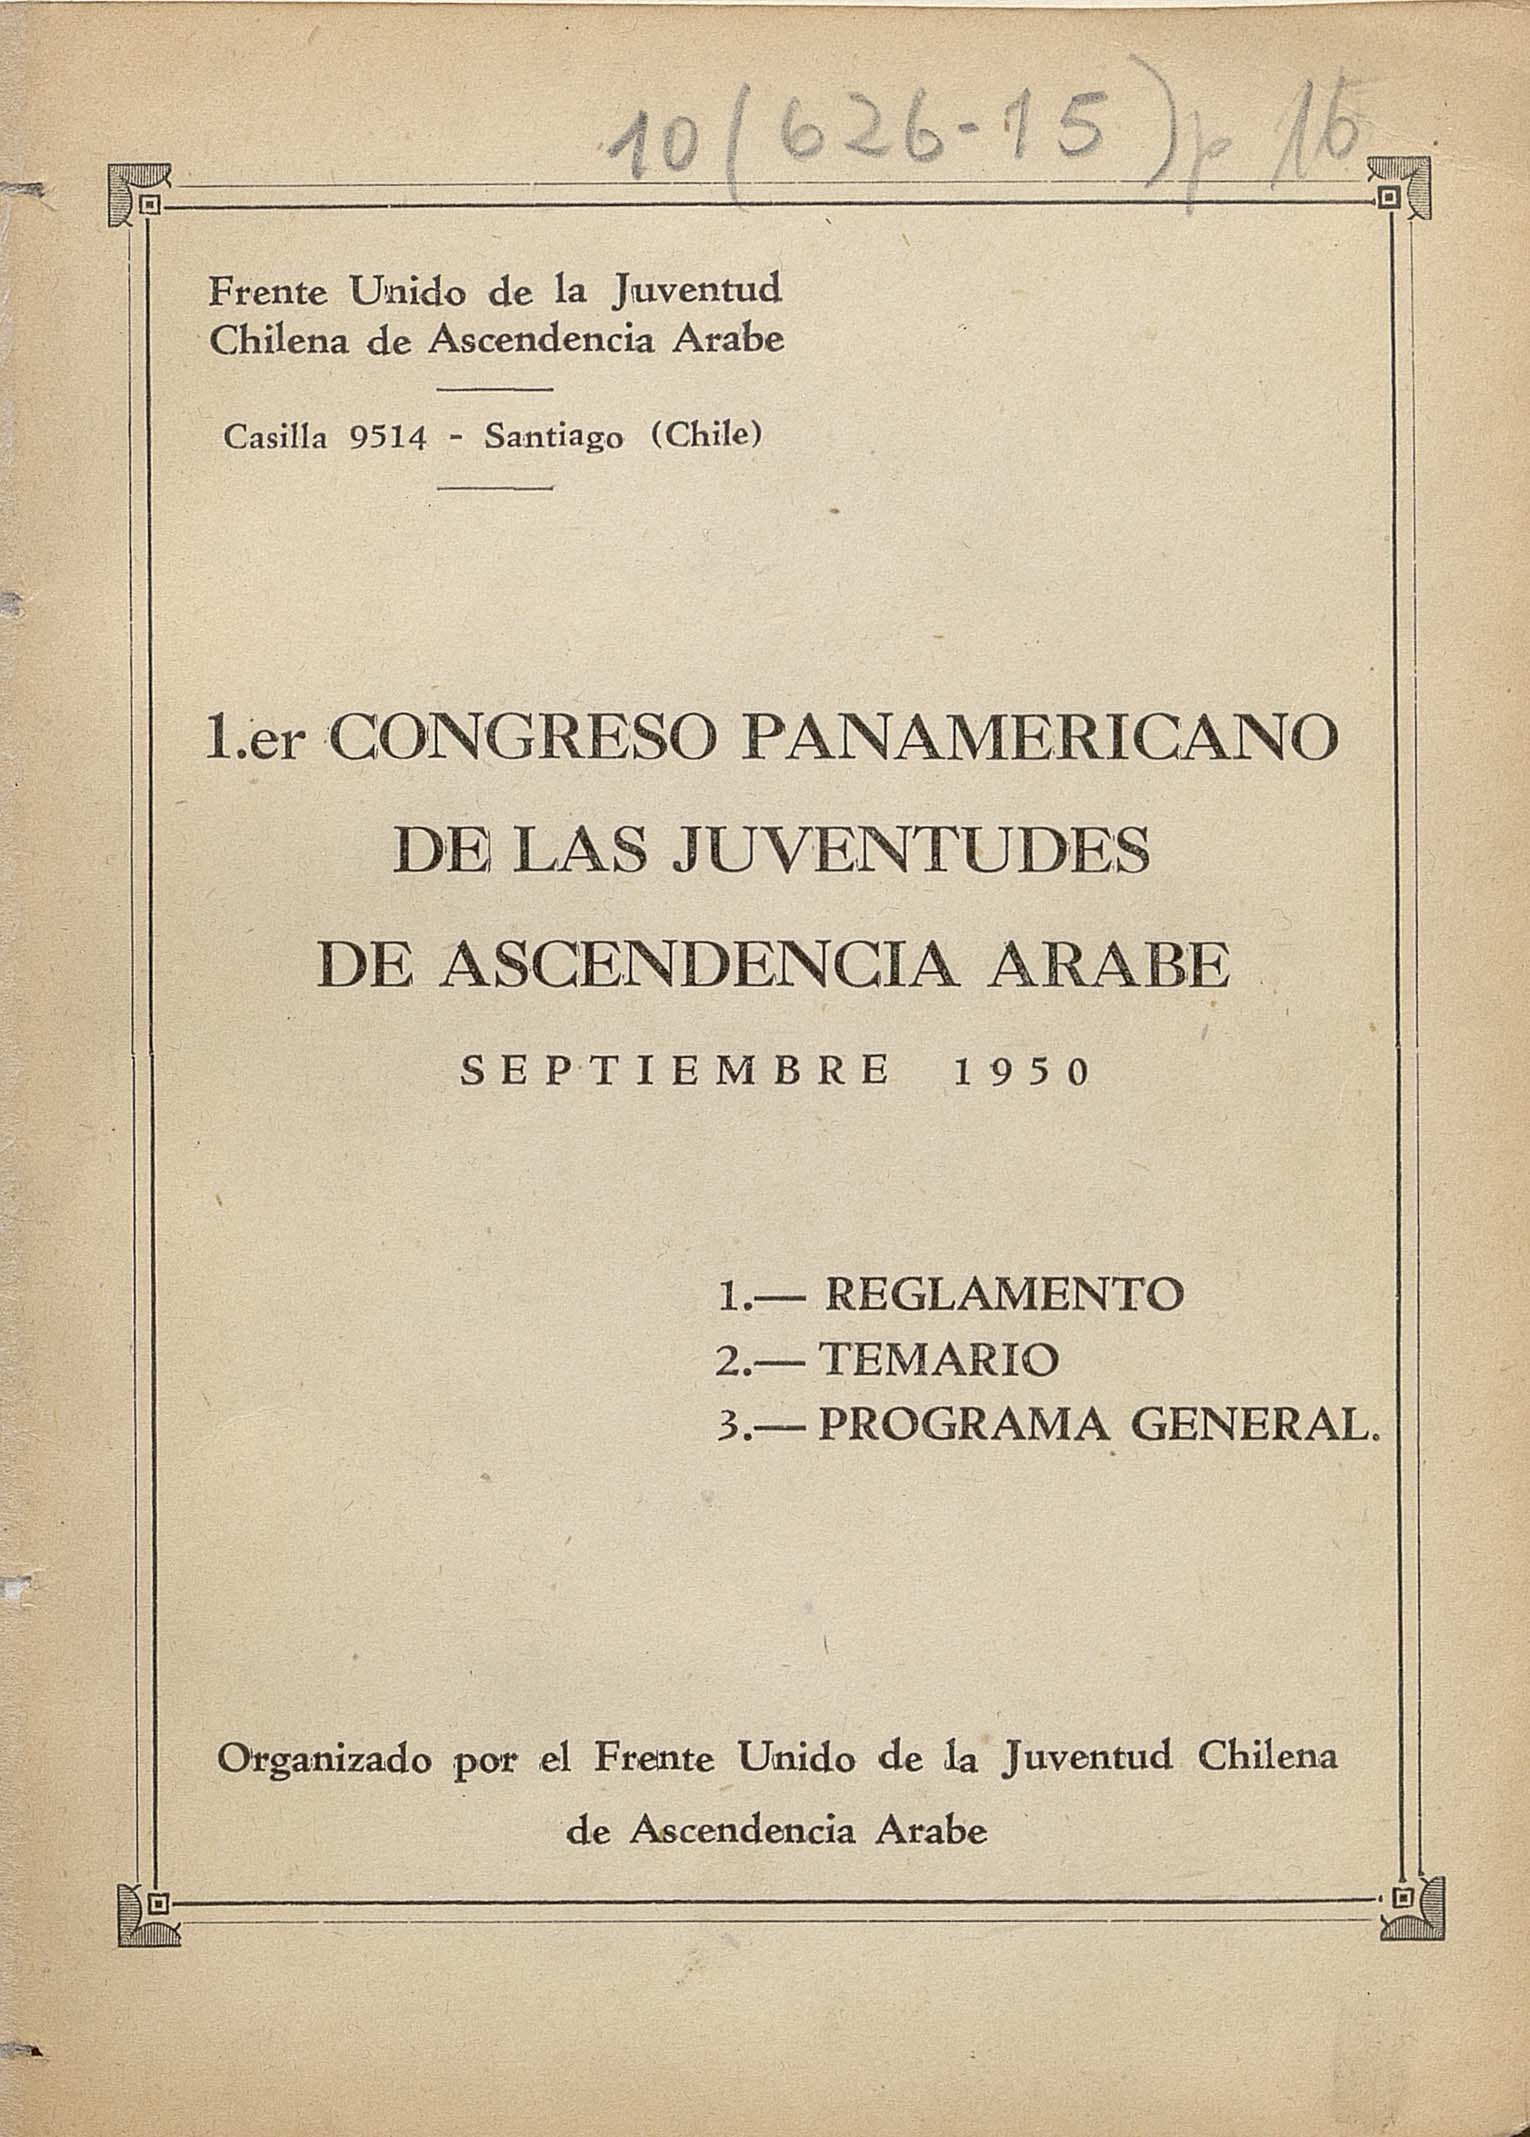 10 (626-15) p 16
Frente Unido de la Juventud
Chilena de Ascendencia Arabe
Casilla 9514 - Santiago (Chile)
1.er CONGRESO PANAMERICANO
DE LAS JUVENTUDES
DE ASCENDENCIA ARABE
SEPTIEMBRE 1950
1.— REGLAMENTO
2.— TEMARIO
3.— PROGRAMA GENERAL.
Organizado por el Frente Unido de la Juventud Chilena
de Ascendencia Arabe